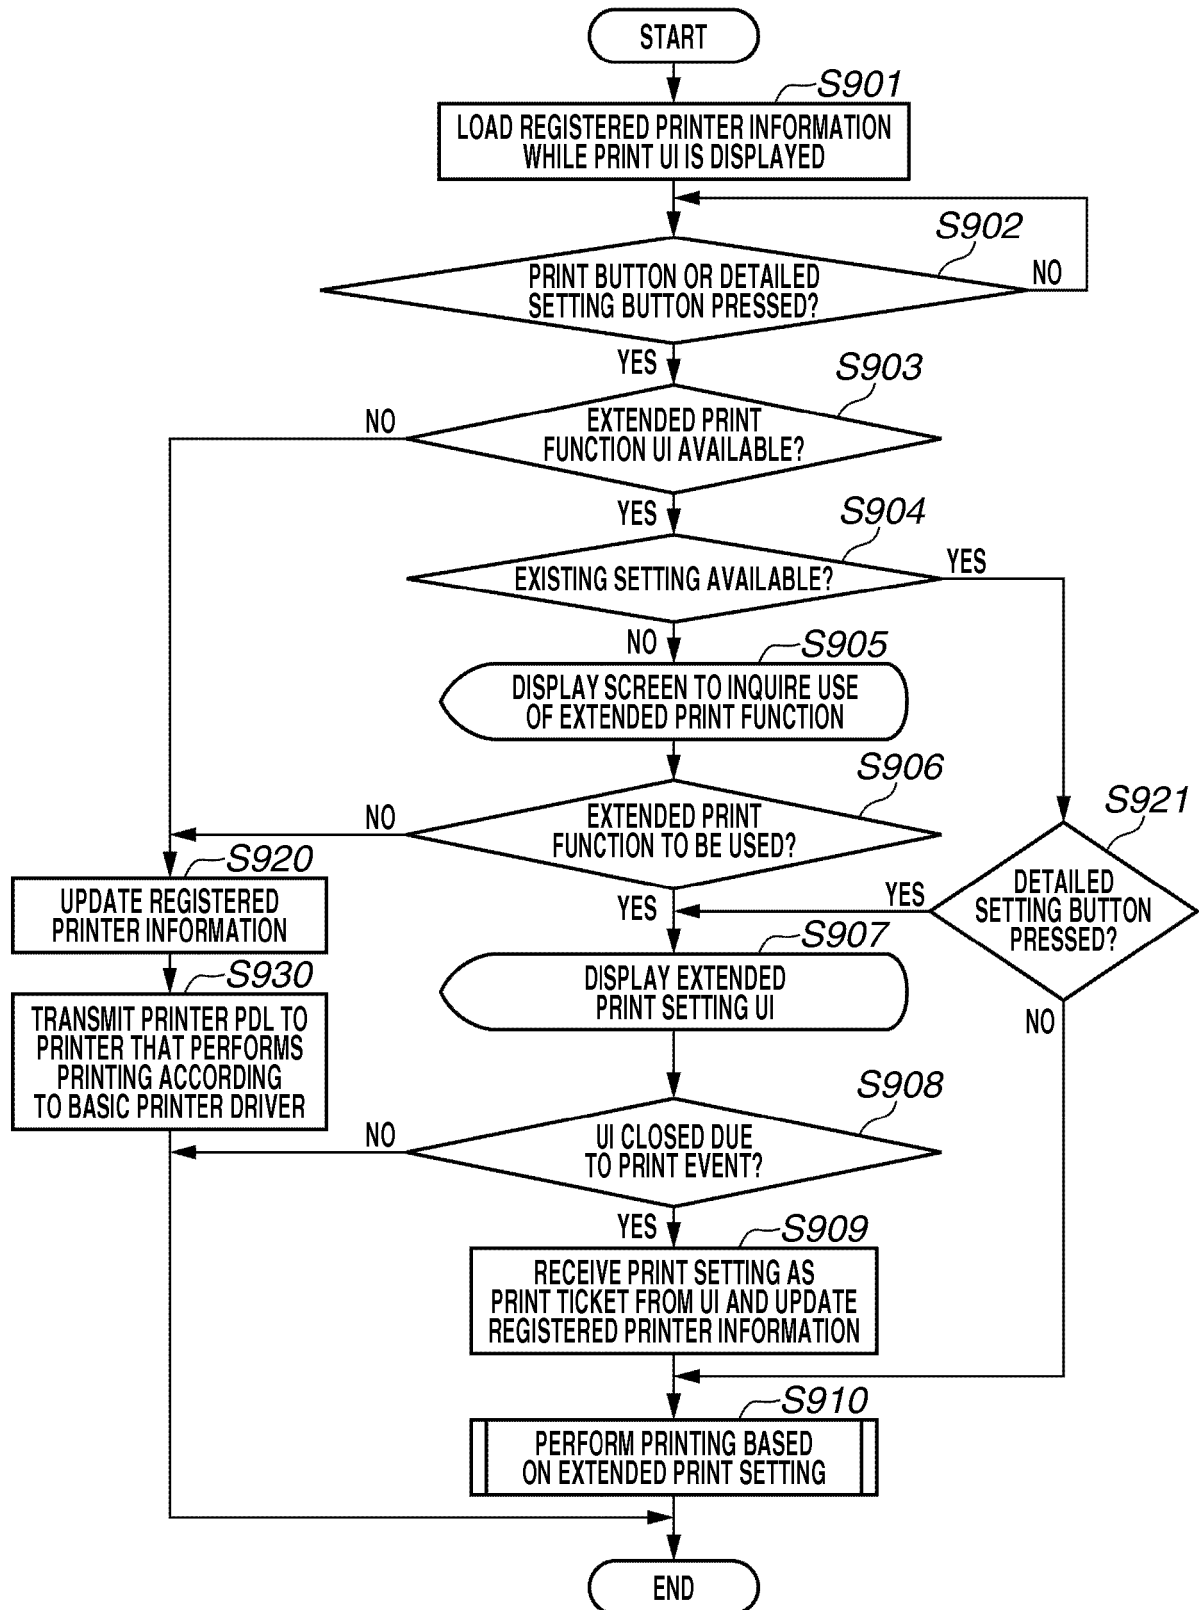 START
S901
LOAD REGISTERED PRINTER INFORMATION
WHILE PRINT UI IS DISPLAYED
S902
PRINT BUTTON OR DETAILED
SETTING BUTTON PRESSED?
NO
YES
S903
EXTENDED PRINT
FUNCTION UI AVAILABLE?
NO
YES
S904
EXISTING SETTING AVAILABLE?
YES
NO
S905
DISPLAY SCREEN TO INQUIRE USE
OF EXTENDED PRINT FUNCTION
S906
EXTENDED PRINT
FUNCTION TO BE USED?
NO
YES
S921
DETAILED
SETTING BUTTON
PRESSED?
YES
NO
S920
UPDATE REGISTERED
PRINTER INFORMATION
S907
DISPLAY EXTENDED
PRINT SETTING UI
S930
TRANSMIT PRINTER PDL TO
PRINTER THAT PERFORMS
PRINTING ACCORDING
TO BASIC PRINTER DRIVER
S908
UI CLOSED DUE
TO PRINT EVENT?
NO
YES
S909
RECEIVE PRINT SETTING AS
PRINT TICKET FROM UI AND UPDATE
REGISTERED PRINTER INFORMATION
S910
PERFORM PRINTING BASED
ON EXTENDED PRINT SETTING
END